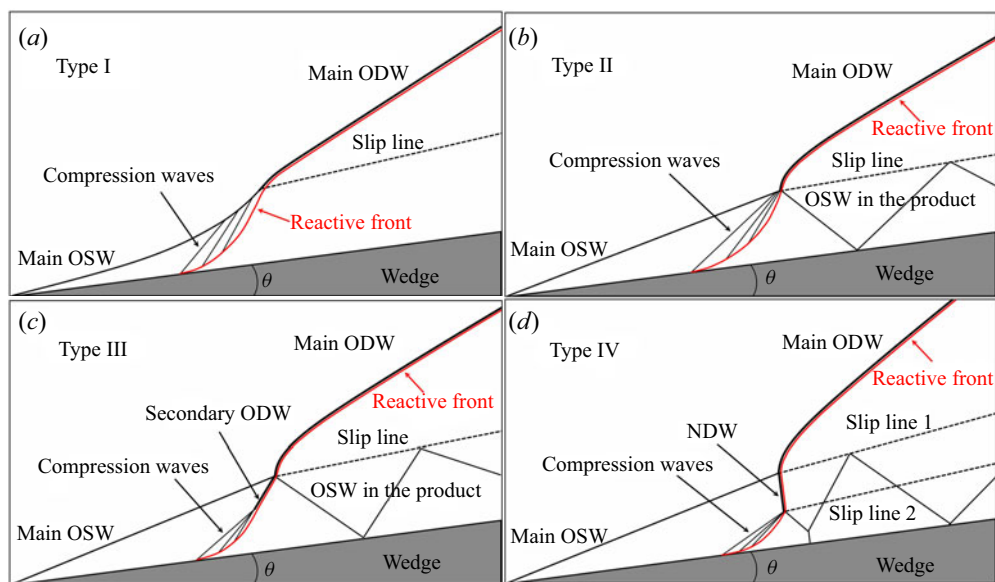 (a)
Type I
Main ODW
Slip line
Compression waves
Reactive front
Main OSW
θ
Wedge
(b)
Type II
Main ODW
Reactive front
Slip line
Compression waves
OSW in the product
Main OSW
θ
Wedge
(c)
Type III
Main ODW
Reactive front
Secondary ODW
Slip line
Compression waves
OSW in the product
Main OSW
θ
Wedge
(d)
Type IV
Main ODW
Reactive front
Slip line 1
NDW
Compression waves
Slip line 2
Main OSW
θ
Wedge